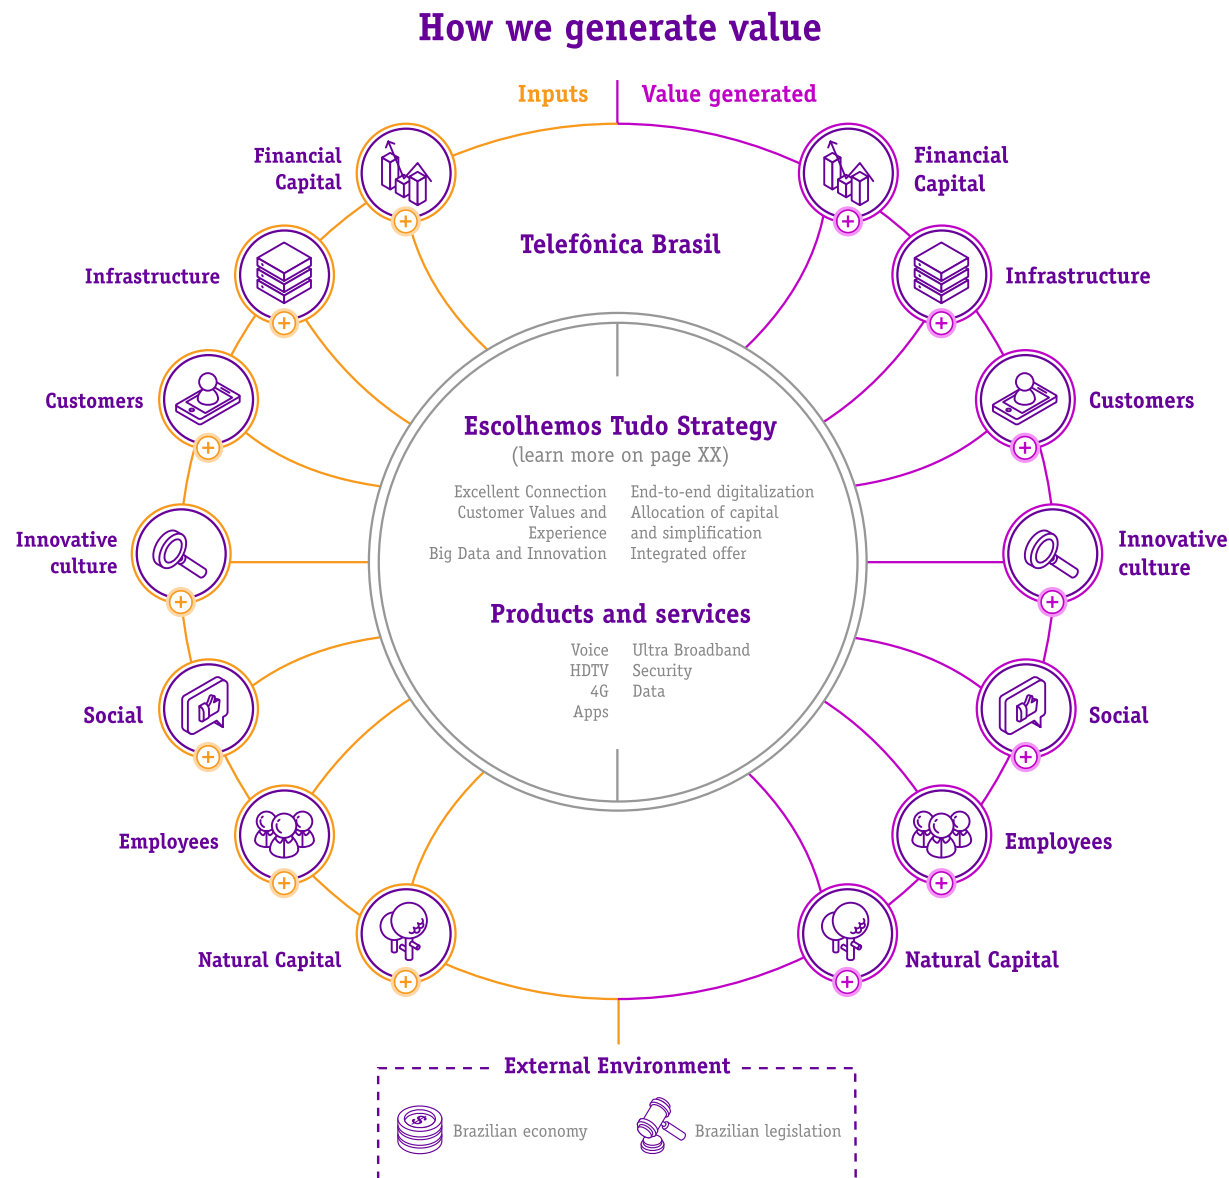 How we generate value
Inputs
Value generated
Telefônica Brasil
Financial
Capital
Infrastructure
Customers
Innovative
culture
Social
Employees
Natural Capital
Escolhemos Tudo Strategy
(learn more on page XX)
Excellent Connection
Customer Values and
Experience
Big Data and Innovation
End-to-end digitalization
Allocation of capital
and simplification
Integrated offer
Products and services
Voice
HDTV
4G
Apps
Ultra Broadband
Security
Data
Financial
Capital
Infrastructure
Customers
Innovative
culture
Social
Employees
Natural Capital
External Environment
Brazilian economy
Brazilian legislation